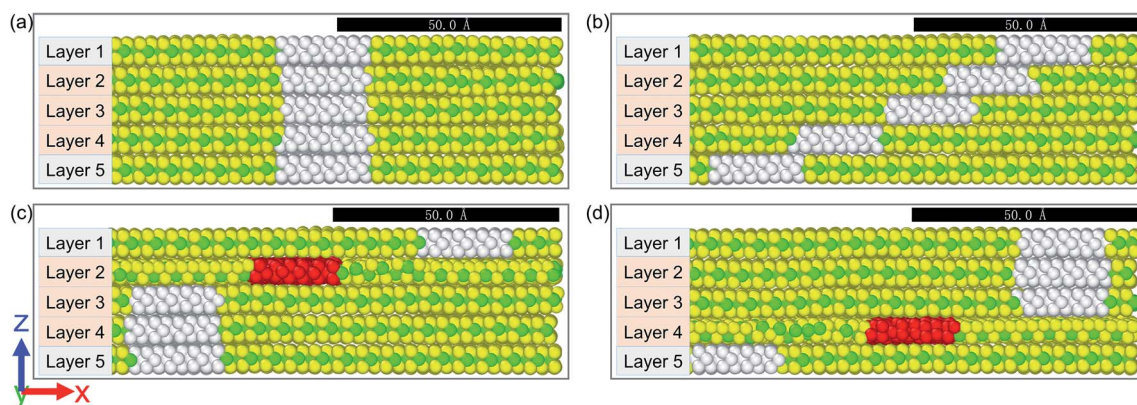 (a)
50.0 Å
Layer 1
Layer 2
Layer 3
Layer 4
Layer 5
(b)
50.0 Å
Layer 1
Layer 2
Layer 3
Layer 4
Layer 5
(c)
50.0 Å
Layer 1
Layer 2
Layer 3
Layer 4
Layer 5
Z
y
X
(d)
50.0 Å
Layer 1
Layer 2
Layer 3
Layer 4
Layer 5